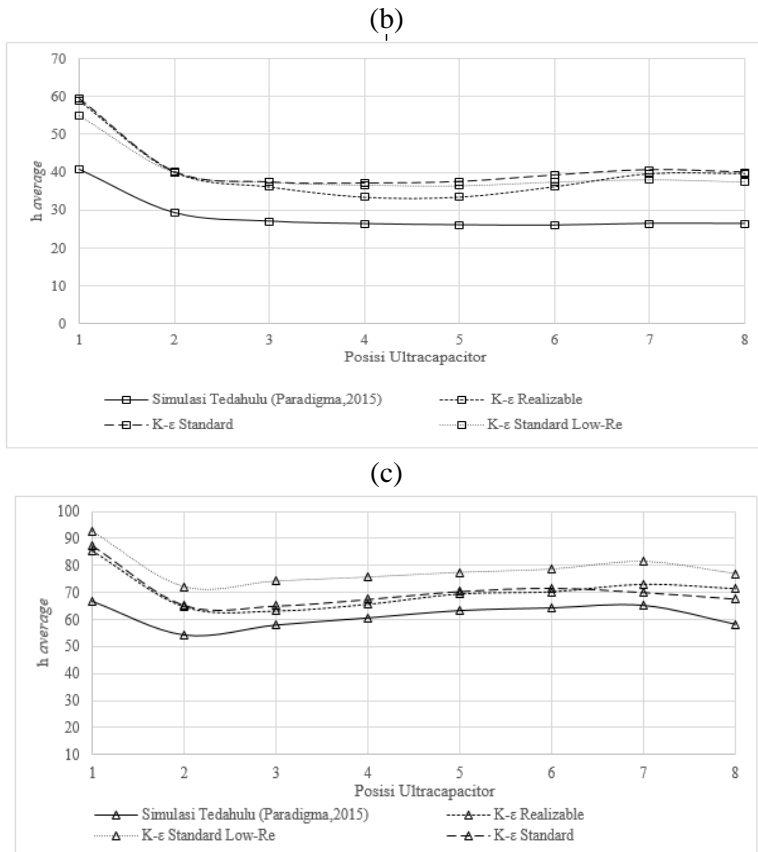 (b)
70
60
50
40
30
20
10
0
h average
1 2 3 4 5 6 7 8
Posisi Ultracapacitor
Simulasi Tedahulu (Paradigma,2015) K-ε Realizable
K-ε Standard K-ε Standard Low-Re
(c)
100
90
80
70
60
50
40
30
20
10
h average
1 2 3 4 5 6 7 8
Posisi Ultracapacitor
Simulasi Tedahulu (Paradigma,2015) K-ε Realizable
K-ε Standard Low-Re K-ε Standard